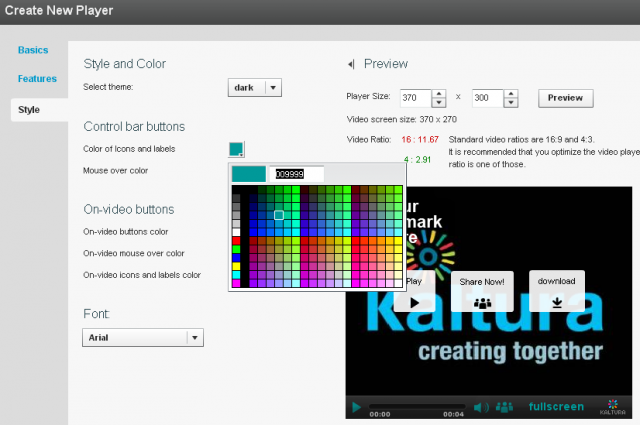 Create New Player
Basics
Features
Style
Style and Color
Select theme:
dark
Control bar buttons
Color of Icons and labels
Mouse over color
009999
On-video buttons
On-video buttons color
On-video mouse over color
On-video icons and labels color
Font:
Arial
Preview
Player Size: 370 x 300 Preview
Video screen size: 370 x 270
Video Ratio: 16 : 11.67 Standard video ratios are 16:9 and 4:3.
It is recommended that you optimize the video playe
4 : 2.91 ratio is one of those.
ur
mark
re
Play
Share Now!
download
kaltura
creating together
00:00 00:04 fullscreen KALTURA